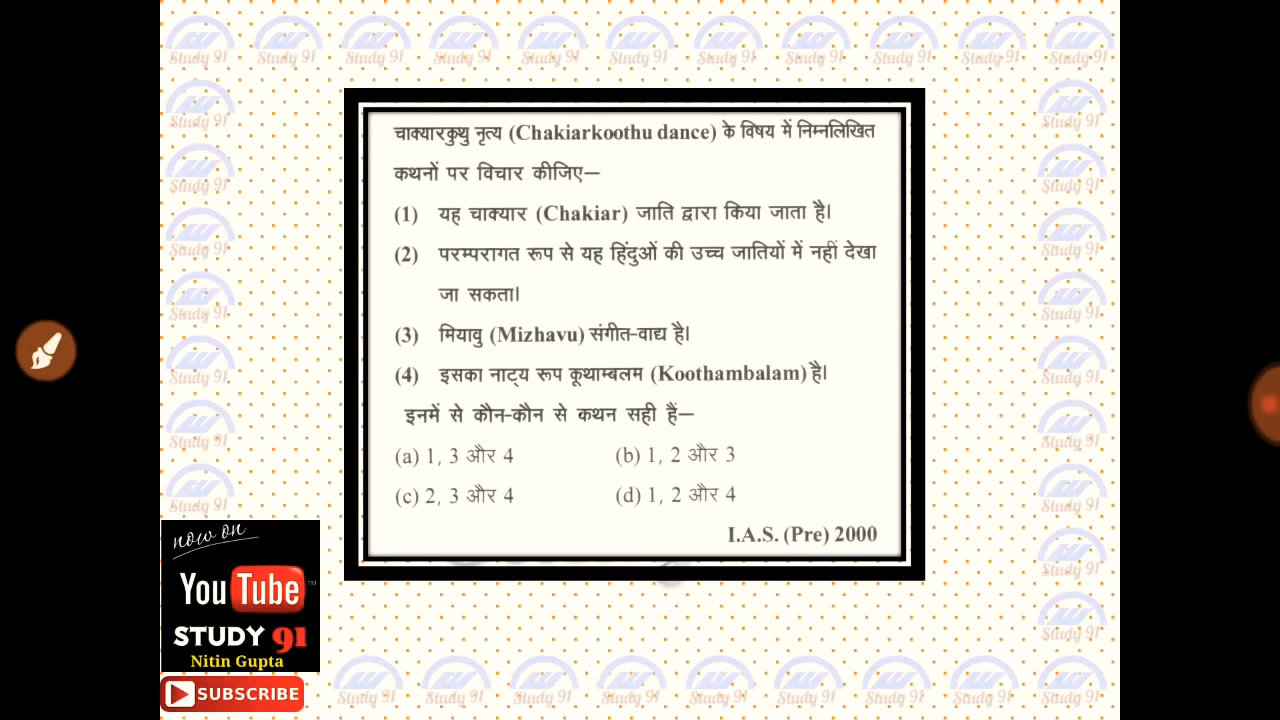 चाक्यारकुथु नृत्य (Chakiarkoothu dance) के विषय में निम्नलिखित
कथनों पर विचार कीजिए–
(1) यह चाक्यार (Chakiar) जाति द्वारा किया जाता है।
(2) परम्परागत रूप से यह हिंदुओं की उच्च जातियों में नहीं देखा
जा सकता।
(3) मियावु (Mizhavu) संगीत-वाद्य है।
(4) इसका नाट्य रूप कूथाम्बलम (Koothambalam) है।
इनमें से कौन-कौन से कथन सही हैं–
(a) 1, 3 और 4 (b) 1, 2 और 3
(c) 2, 3 और 4 (d) 1, 2 और 4
I.A.S. (Pre) 2000
now on
YouTube
STUDY 91
Nitin Gupta
SUBSCRIBE
Study 91